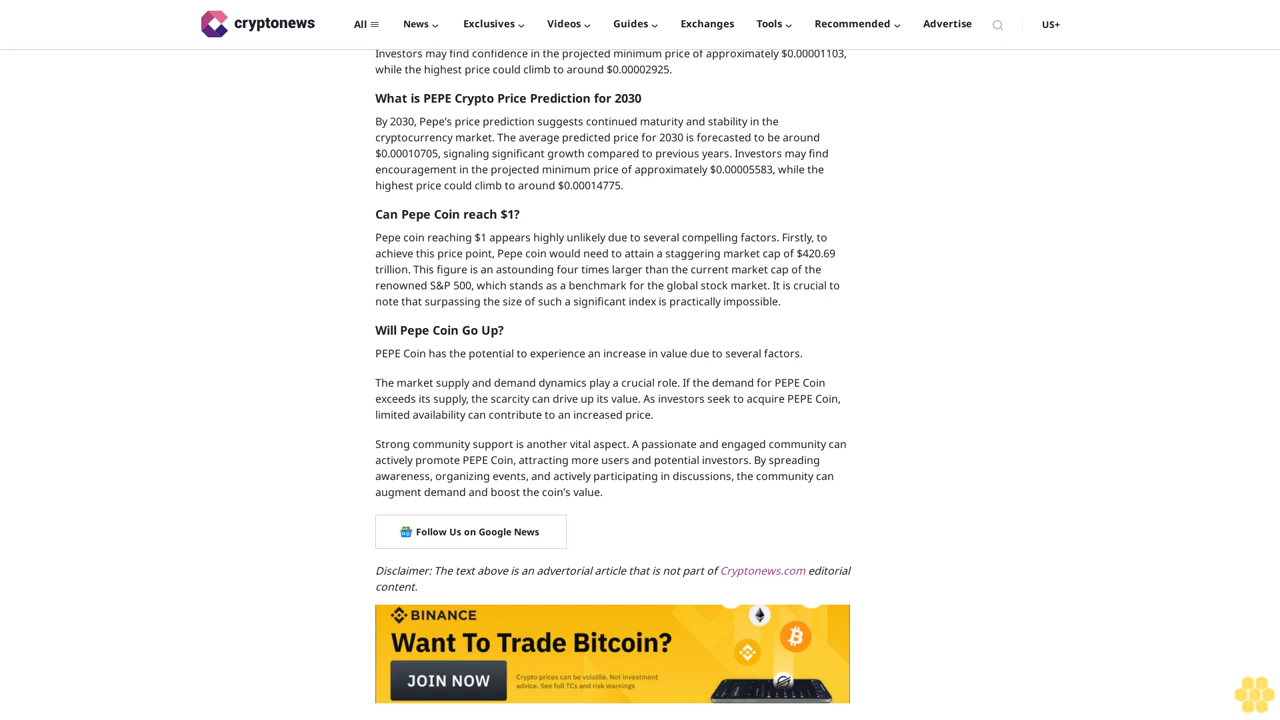 cryptonews
All
News
Exclusives
Videos
Guides
Exchanges
Tools
Recommended
Advertise
US+
Investors may find confidence in the projected minimum price of approximately $0.00001103,
while the highest price could climb to around $0.00002925.
What is PEPE Crypto Price Prediction for 2030
By 2030, Pepe’s price prediction suggests continued maturity and stability in the
cryptocurrency market. The average predicted price for 2030 is forecasted to be around
$0.00010705, signaling significant growth compared to previous years. Investors may find
encouragement in the projected minimum price of approximately $0.00005583, while the
highest price could climb to around $0.00014775.
Can Pepe Coin reach $1?
Pepe coin reaching $1 appears highly unlikely due to several compelling factors. Firstly, to
achieve this price point, Pepe coin would need to attain a staggering market cap of $420.69
trillion. This figure is an astounding four times larger than the current market cap of the
renowned S&P 500, which stands as a benchmark for the global stock market. It is crucial to
note that surpassing the size of such a significant index is practically impossible.
Will Pepe Coin Go Up?
PEPE Coin has the potential to experience an increase in value due to several factors.
The market supply and demand dynamics play a crucial role. If the demand for PEPE Coin
exceeds its supply, the scarcity can drive up its value. As investors seek to acquire PEPE Coin,
limited availability can contribute to an increased price.
Strong community support is another vital aspect. A passionate and engaged community can
actively promote PEPE Coin, attracting more users and potential investors. By spreading
awareness, organizing events, and actively participating in discussions, the community can
augment demand and boost the coin’s value.
Follow Us on Google News
Disclaimer: The text above is an advertorial article that is not part of Cryptonews.com editorial
content.
BINANCE
Want To Trade Bitcoin?
JOIN NOW
Crypto prices can be volatile. Not investment
advice. See full TCs and risk warnings